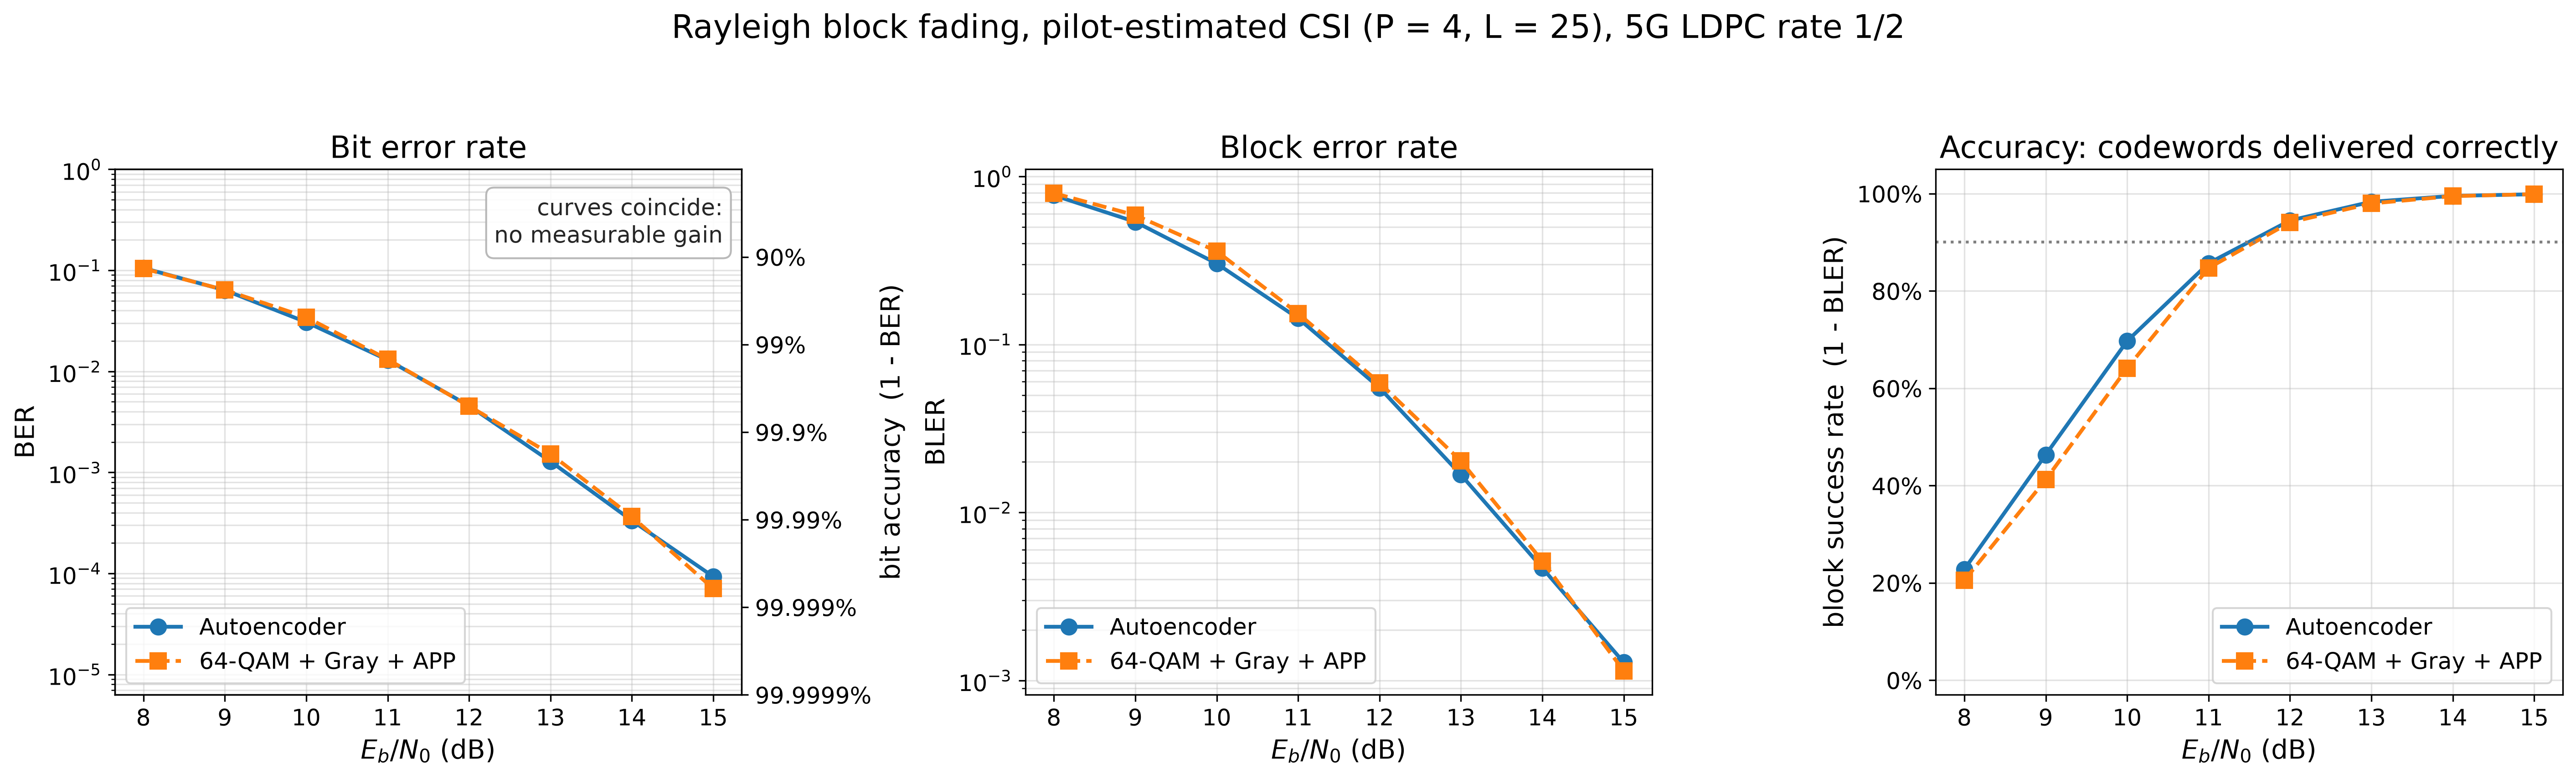 Rayleigh block fading, pilot-estimated CSI (P = 4, L = 25), 5G LDPC rate 1/2
Bit error rate
10^0
10^-1
10^-2
10^-3
10^-4
10^-5
BER
curves coincide:
no measurable gain
90%
99%
99.9%
99.99%
99.999%
99.9999%
bit accuracy (1 - BER)
Autoencoder
64-QAM + Gray + APP
8 9 10 11 12 13 14 15
E_b/N_0 (dB)
Block error rate
10^0
10^-1
10^-2
10^-3
BLER
Autoencoder
64-QAM + Gray + APP
8 9 10 11 12 13 14 15
E_b/N_0 (dB)
Accuracy: codewords delivered correctly
100%
80%
60%
40%
20%
0%
block success rate (1 - BLER)
Autoencoder
64-QAM + Gray + APP
8 9 10 11 12 13 14 15
E_b/N_0 (dB)